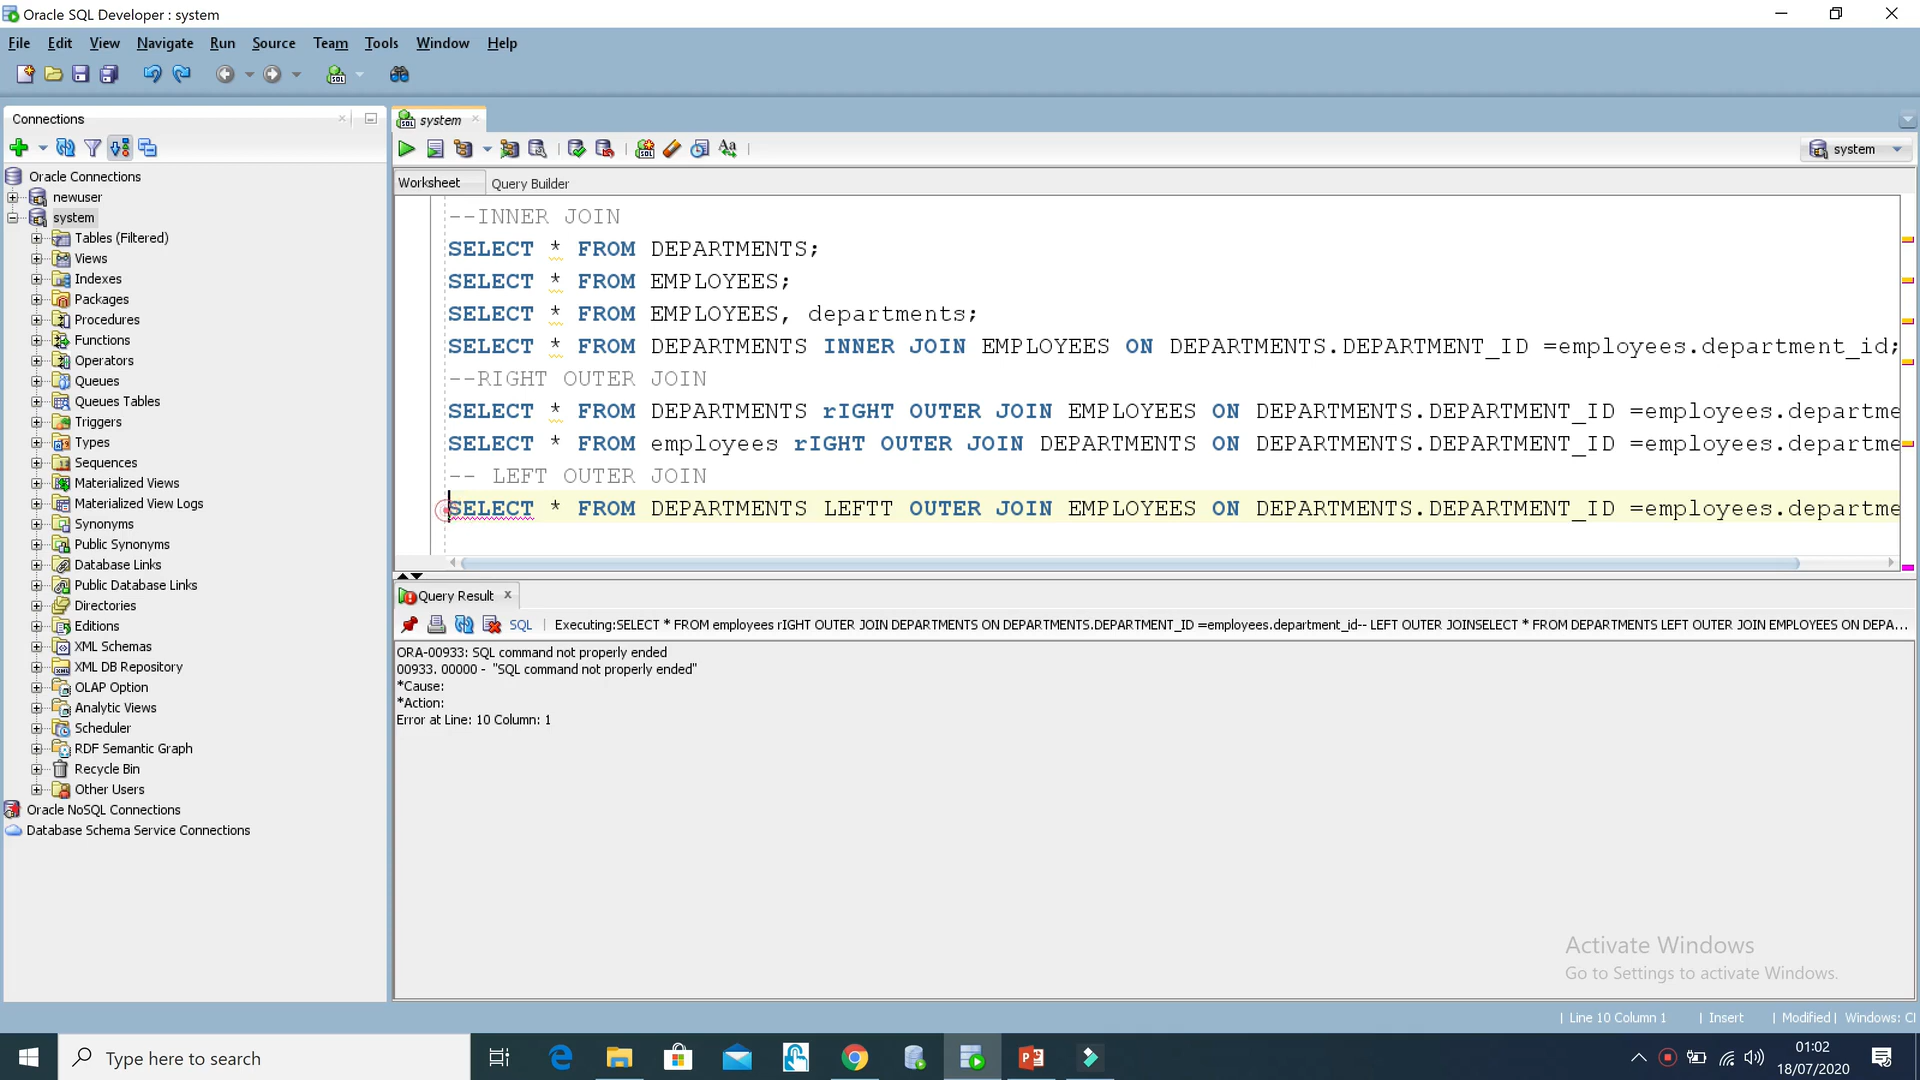 Oracle SQL Developer : system
File Edit View Navigate Run Source Team Tools Window Help
Connections
Oracle Connections
newuser
system
Tables (Filtered)
Views
Indexes
Packages
Procedures
Functions
Operators
Queues
Queues Tables
Triggers
Types
Sequences
Materialized Views
Materialized View Logs
Synonyms
Public Synonyms
Database Links
Public Database Links
Directories
Editions
XML Schemas
XML DB Repository
OLAP Option
Analytic Views
Scheduler
RDF Semantic Graph
Recycle Bin
Other Users
Oracle NoSQL Connections
Database Schema Service Connections
system
Aa
system
Worksheet Query Builder
--INNER JOIN
SELECT * FROM DEPARTMENTS;
SELECT * FROM EMPLOYEES;
SELECT * FROM EMPLOYEES, departments;
SELECT * FROM DEPARTMENTS INNER JOIN EMPLOYEES ON DEPARTMENTS.DEPARTMENT_ID =employees.department_id;
--RIGHT OUTER JOIN
SELECT * FROM DEPARTMENTS rIGHT OUTER JOIN EMPLOYEES ON DEPARTMENTS.DEPARTMENT_ID =employees.departme
SELECT * FROM employees rIGHT OUTER JOIN DEPARTMENTS ON DEPARTMENTS.DEPARTMENT_ID =employees.departme
-- LEFT OUTER JOIN
SELECT * FROM DEPARTMENTS LEFTT OUTER JOIN EMPLOYEES ON DEPARTMENTS.DEPARTMENT_ID =employees.departme
Query Result
SQL | Executing:SELECT * FROM employees rIGHT OUTER JOIN DEPARTMENTS ON DEPARTMENTS.DEPARTMENT_ID =employees.department_id-- LEFT OUTER JOINSELECT * FROM DEPARTMENTS LEFT OUTER JOIN EMPLOYEES ON DEPA...
ORA-00933: SQL command not properly ended
00933. 00000 - "SQL command not properly ended"
*Cause:
*Action:
Error at Line: 10 Column: 1
Activate Windows
Go to Settings to activate Windows.
| Line 10 Column 1 | Insert | Modified | Windows: Cl
Type here to search
01:02
18/07/2020